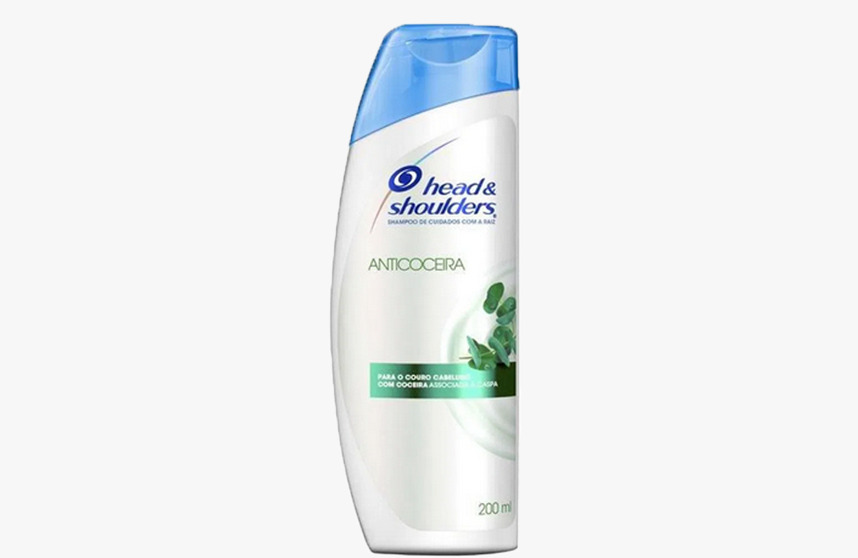 head &
shoulders
SHAMPOO DE CUIDADOS COM A RAIZ
ANTICOCEIRA
PARA O COURO CABELUDO
COM COCEIRA ASSOCIADA À CASPA
200 ml